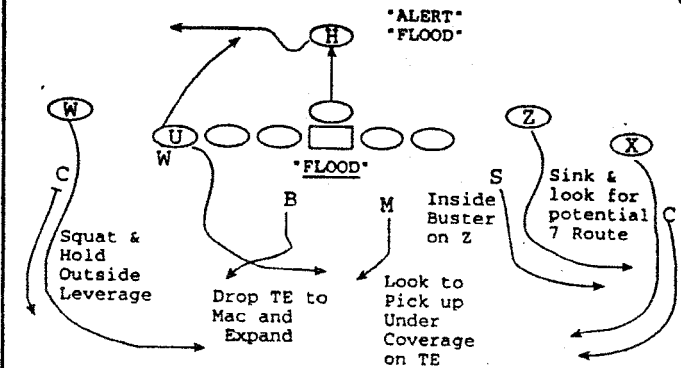 "ALERT"
"FLOOD"
H
W
U
W
Z
X
"FLOOD"
C
B
M
S
C
Inside
Buster
on Z
Sink &
look for
potential
7 Route
Squat &
Hold
Outside
Leverage
Drop TE to
Mac and
Expand
Look to
Pick up
Under
Coverage
on TE